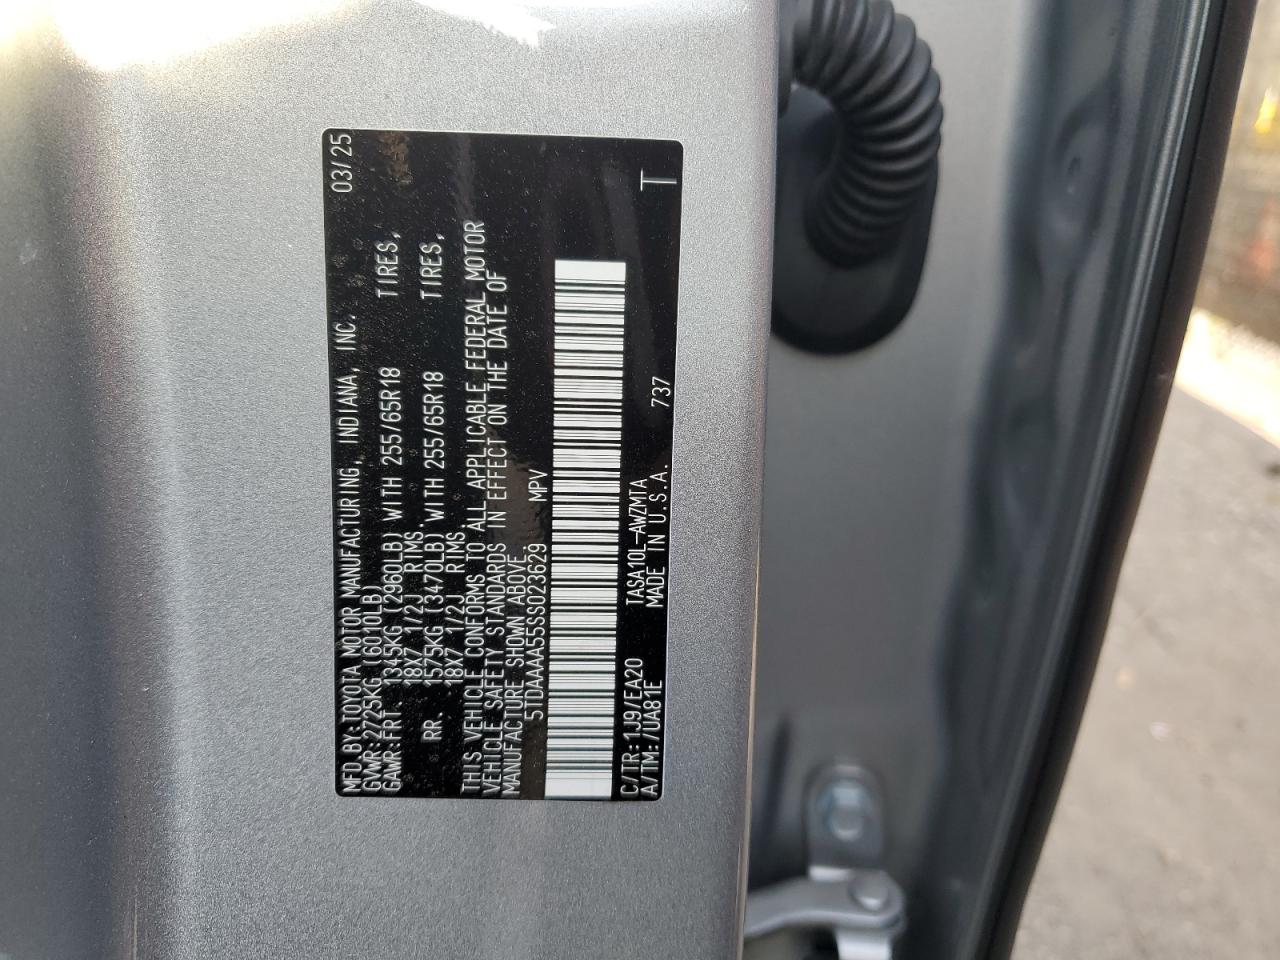 MFD.BY:TOYOTA MOTOR MANUFACTURING, INDIANA, INC. 03/25
GVWR:2725KG (6010LB)
GAWR:FRT. 1345KG (2960LB) WITH 255/65R18 TIRES,
18X7 1/2J RIMS.
RR. 1575KG (3470LB) WITH 255/65R18 TIRES,
18X7 1/2J RIMS.
THIS VEHICLE CONFORMS TO ALL APPLICABLE FEDERAL MOTOR
VEHICLE SAFETY STANDARDS IN EFFECT ON THE DATE OF
MANUFACTURE SHOWN ABOVE.
5TDAAAA55SS023629 MPV
C/TR:1J9/EA20 TASA10L-AWZMTA T
A/TM:/UA81E MADE IN U.S.A. 737